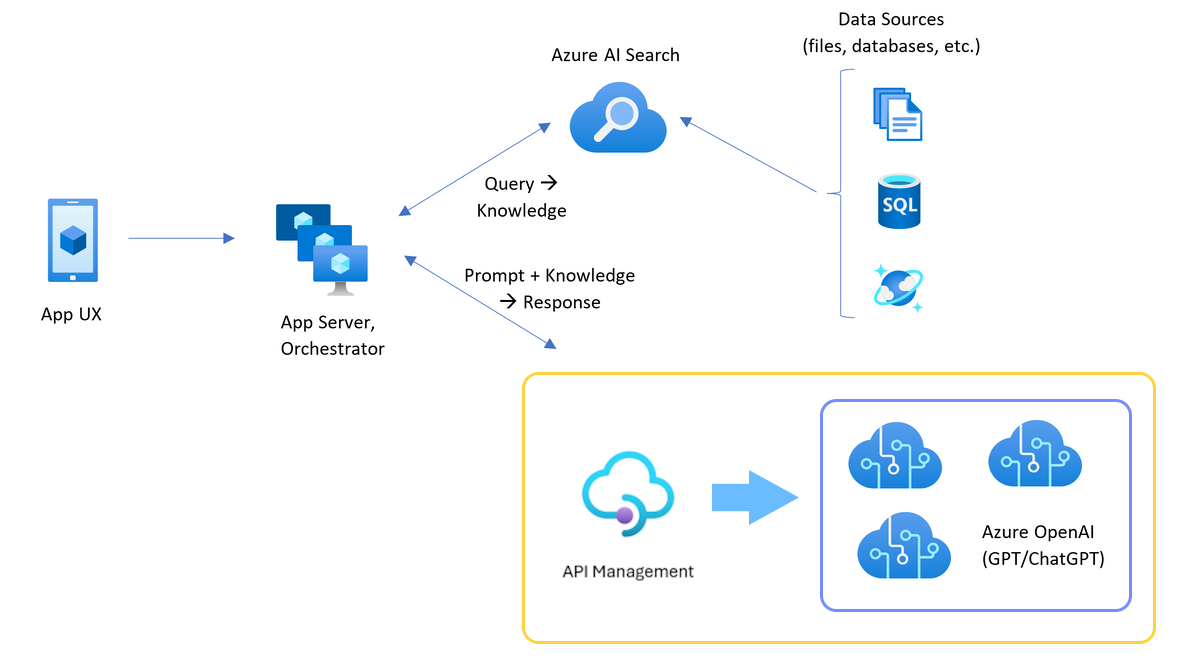 Data Sources
(files, databases, etc.)
Azure AI Search
SQL
Query →
Knowledge
Prompt + Knowledge
→ Response
App UX
App Server,
Orchestrator
API Management
Azure OpenAI
(GPT/ChatGPT)